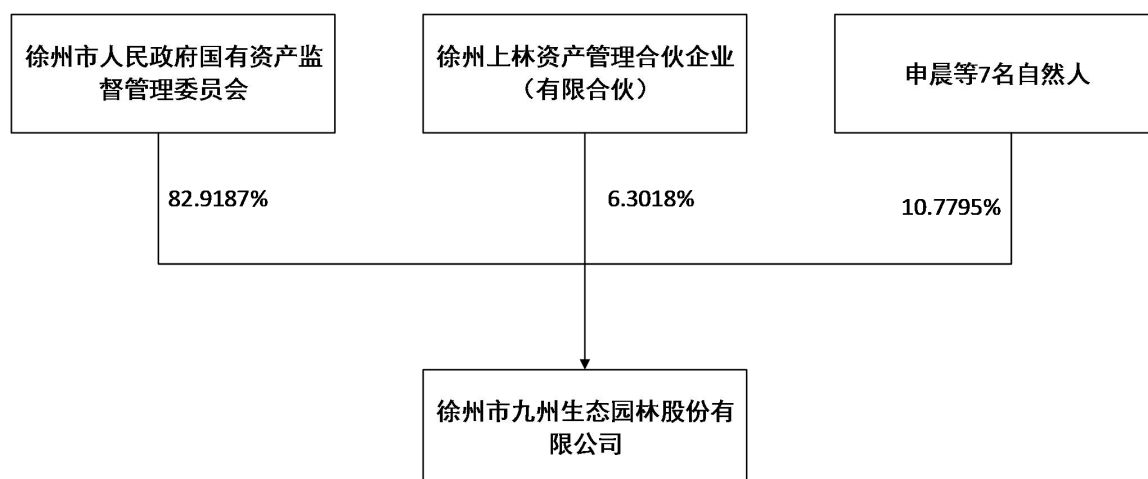 徐州市人民政府国有资产监
督管理委员会
徐州上林资产管理合伙企业
（有限合伙）
申晨等7名自然人
82.9187%
6.3018%
10.7795%
徐州市九州生态园林股份有
限公司